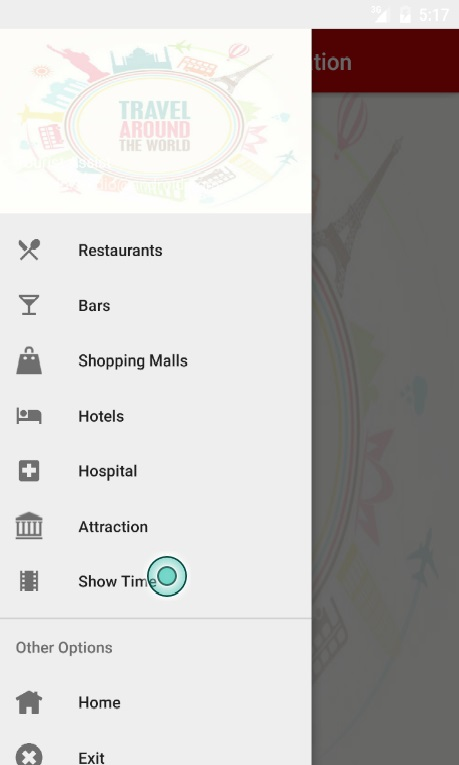 3G
5:17
tion
TRAVEL
AROUND
THE WORLD
Restaurants
Bars
Shopping Malls
Hotels
Hospital
Attraction
Show Time
Other Options
Home
Exit